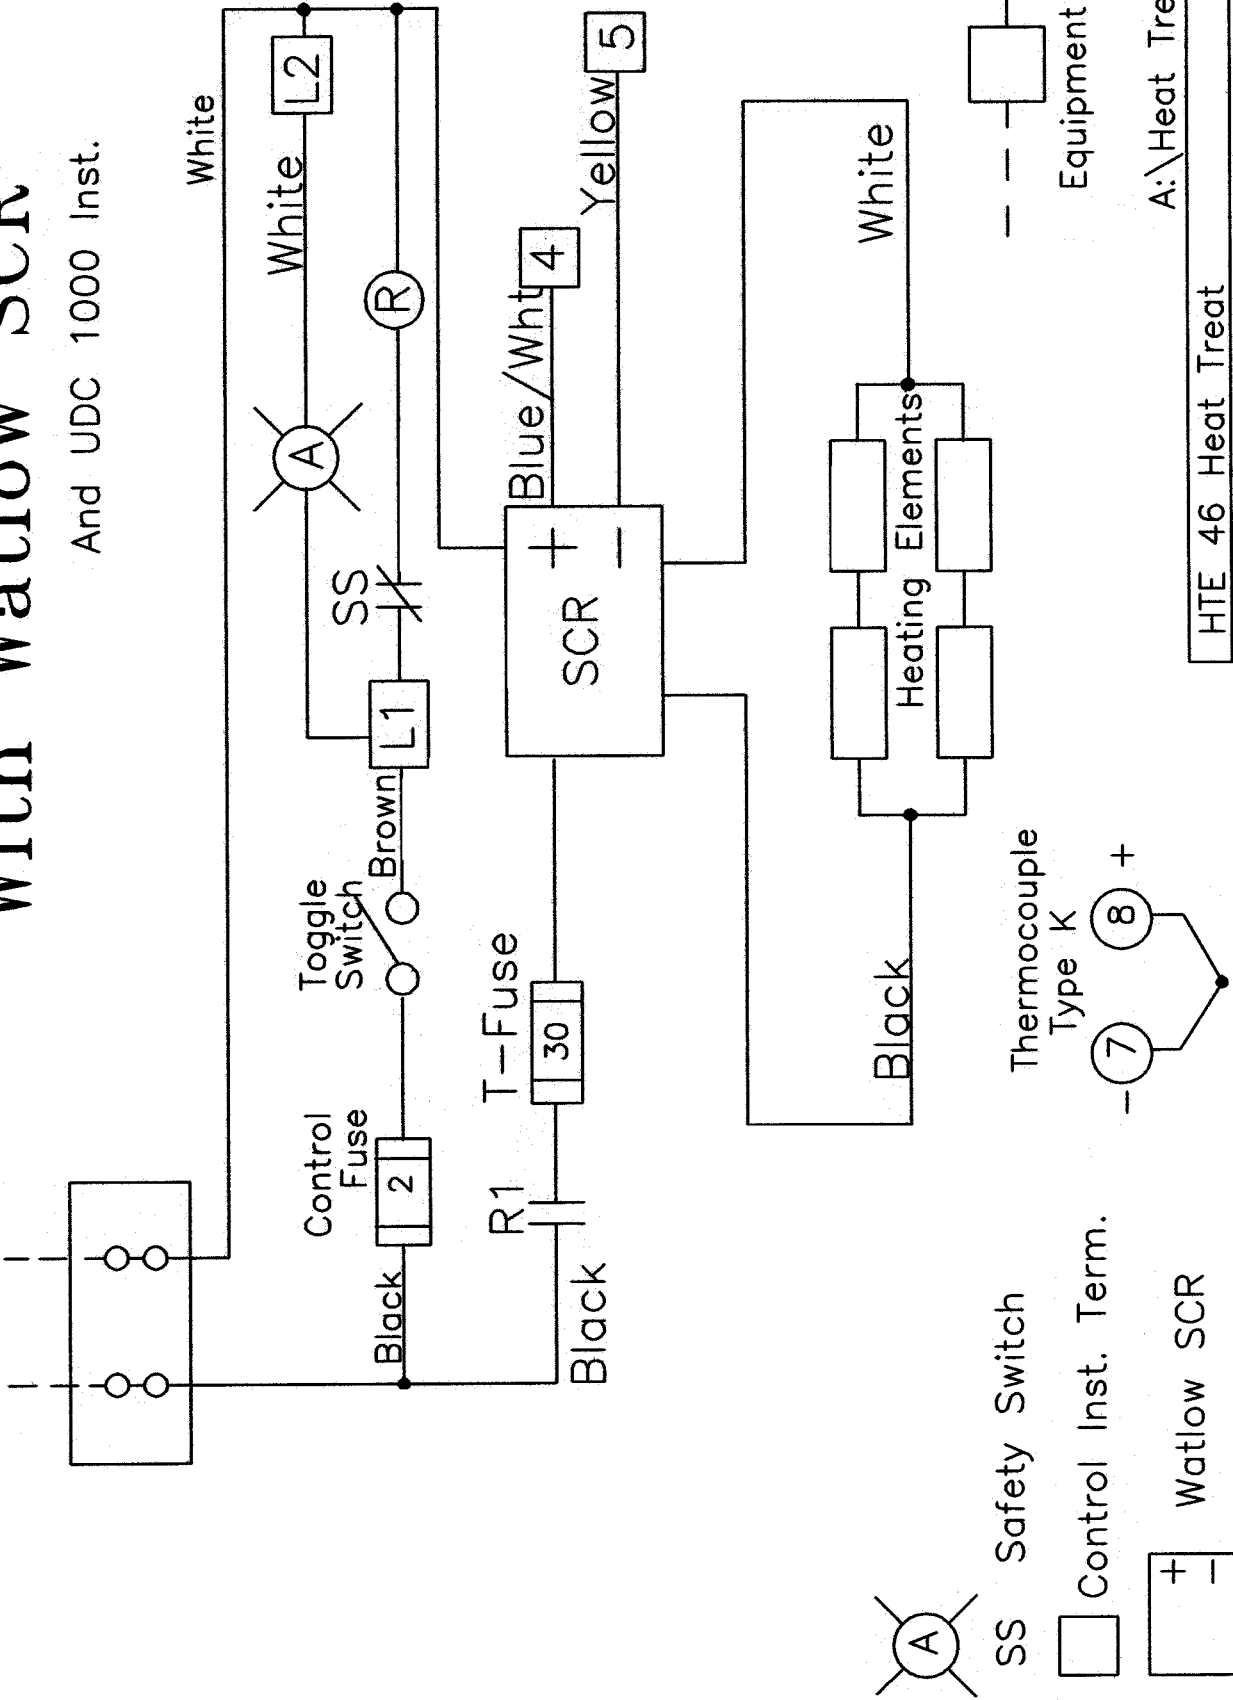 With Watlow SCR
And UDC 1000 Inst.
White
White
L2
A
R
SS
L1
Brown
Toggle
Switch
Control
Fuse
2
Black
Blue/Wht
4
Yellow
5
+
−
SCR
T−Fuse
30
R1
Black
White
Heating Elements
Black
Thermocouple
Type K
− 7
8 +
A
SS Safety Switch
Control Inst. Term.
+
−
Watlow SCR
Equipment
A:\Heat Tre
HTE 46 Heat Treat